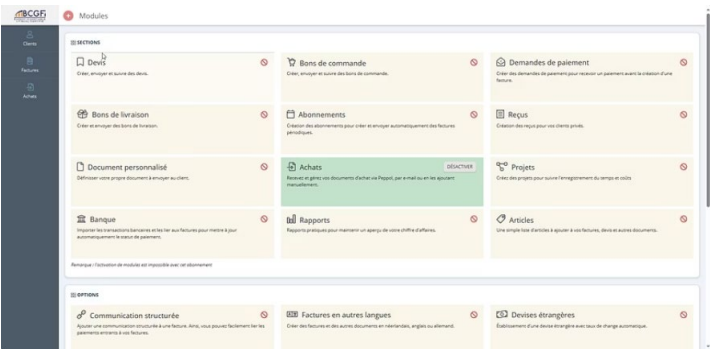 BCGFi
Modules
Clients
Factures
Achats
SECTIONS
Devis
Créer, envoyer et suivre des devis.
Bons de commande
Créer, envoyer et suivre des bons de commande.
Demandes de paiement
Créer des demandes de paiement pour recevoir un paiement avant la création d'une
facture.
Bons de livraison
Créer et envoyer des bons de livraison.
Abonnements
Création des abonnements pour créer et envoyer automatiquement des factures
périodiques.
Reçus
Création des reçus pour vos clients privés.
Document personnalisé
Définissez votre propre document à envoyer au client.
Achats
DÉSACTIVER
Recevez et gérez vos documents d'achat via Peppol, par e-mail ou en les ajoutant
manuellement.
Projets
Créez des projets pour suivre l'enregistrement du temps et coûts
Banque
Importer les transactions bancaires et les lier aux factures pour mettre à jour
automatiquement le statut de paiement.
Rapports
Rapports pratiques pour maintenir un aperçu de votre chiffre d'affaires.
Articles
Une simple liste d'articles à ajouter à vos factures, devis et autres documents.
Remarque : l'activation de modules est impossible avec cet abonnement
OPTIONS
Communication structurée
Ajouter une communication structurée à une facture. Ainsi, vous pouvez facilement lier les
paiements entrants à vos factures.
Factures en autres langues
Créer des factures et des autres documents en néerlandais, anglais ou allemand.
Devises étrangères
Établissement d'une devise étrangère avec taux de change automatique.